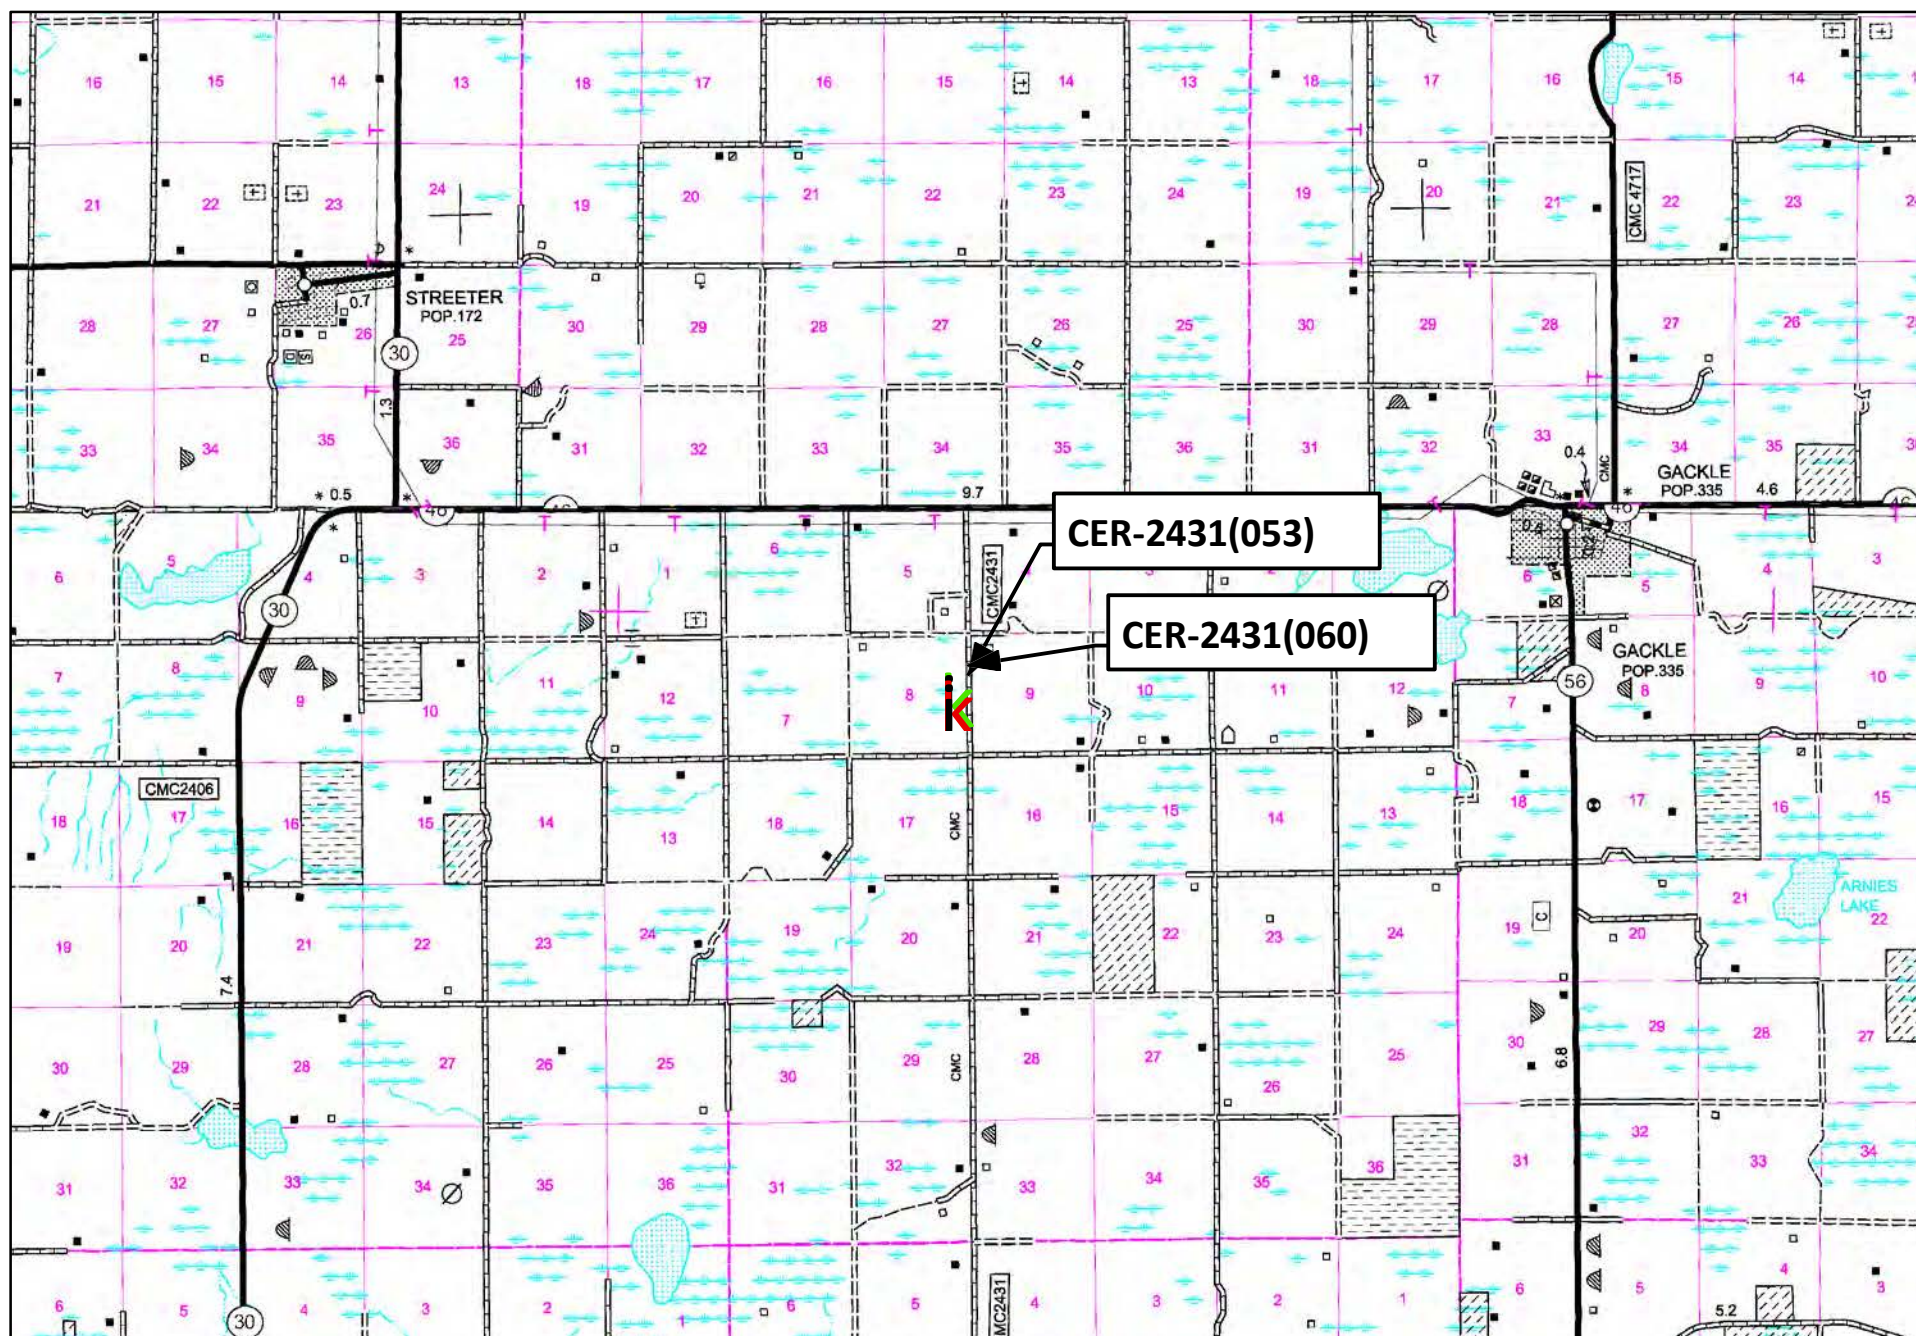 16 15 14 13 18 17 16 15 14 13 18 17 16 15 14
21 22 23 24 19 20 21 22 23 24 19 20 21 22 23
CMC 4717
28 27 26 25 30 29 28 27 26 25 30 29 28 27 26
0.7
STREETER
POP.172
30
1.3
33 34 35 36 31 32 33 34 35 36 31 32 33 34 35
0.4
CMC
GACKLE
POP.335
* 0.5
9.7
4.6
46
CER-2431(053)
CMC2431
0.4
6 5 4 3 2 1 6 5 6 5 4 3
30
CER-2431(060)
GACKLE
POP.335
56
7 8 9 10 11 12 7 8 9 10 11 12 7 8 9 10
k
CMC2406
18 17 16 15 14 13 18 17 16 15 14 13 18 17 16 15
CMC
ARNIES
LAKE
19 20 21 22 23 24 19 20 21 22 23 24 19 20 21 22
C
7.4
30 29 28 27 26 25 30 29 28 27 26 25 30 29 28 27
CMC
6.8
31 32 33 34 35 36 31 32 33 34 35 36 31 32 33 34
6 5 4 3 2 1 6 5 4 3 2 1 6 5 4 3
30
MC2431
5.2